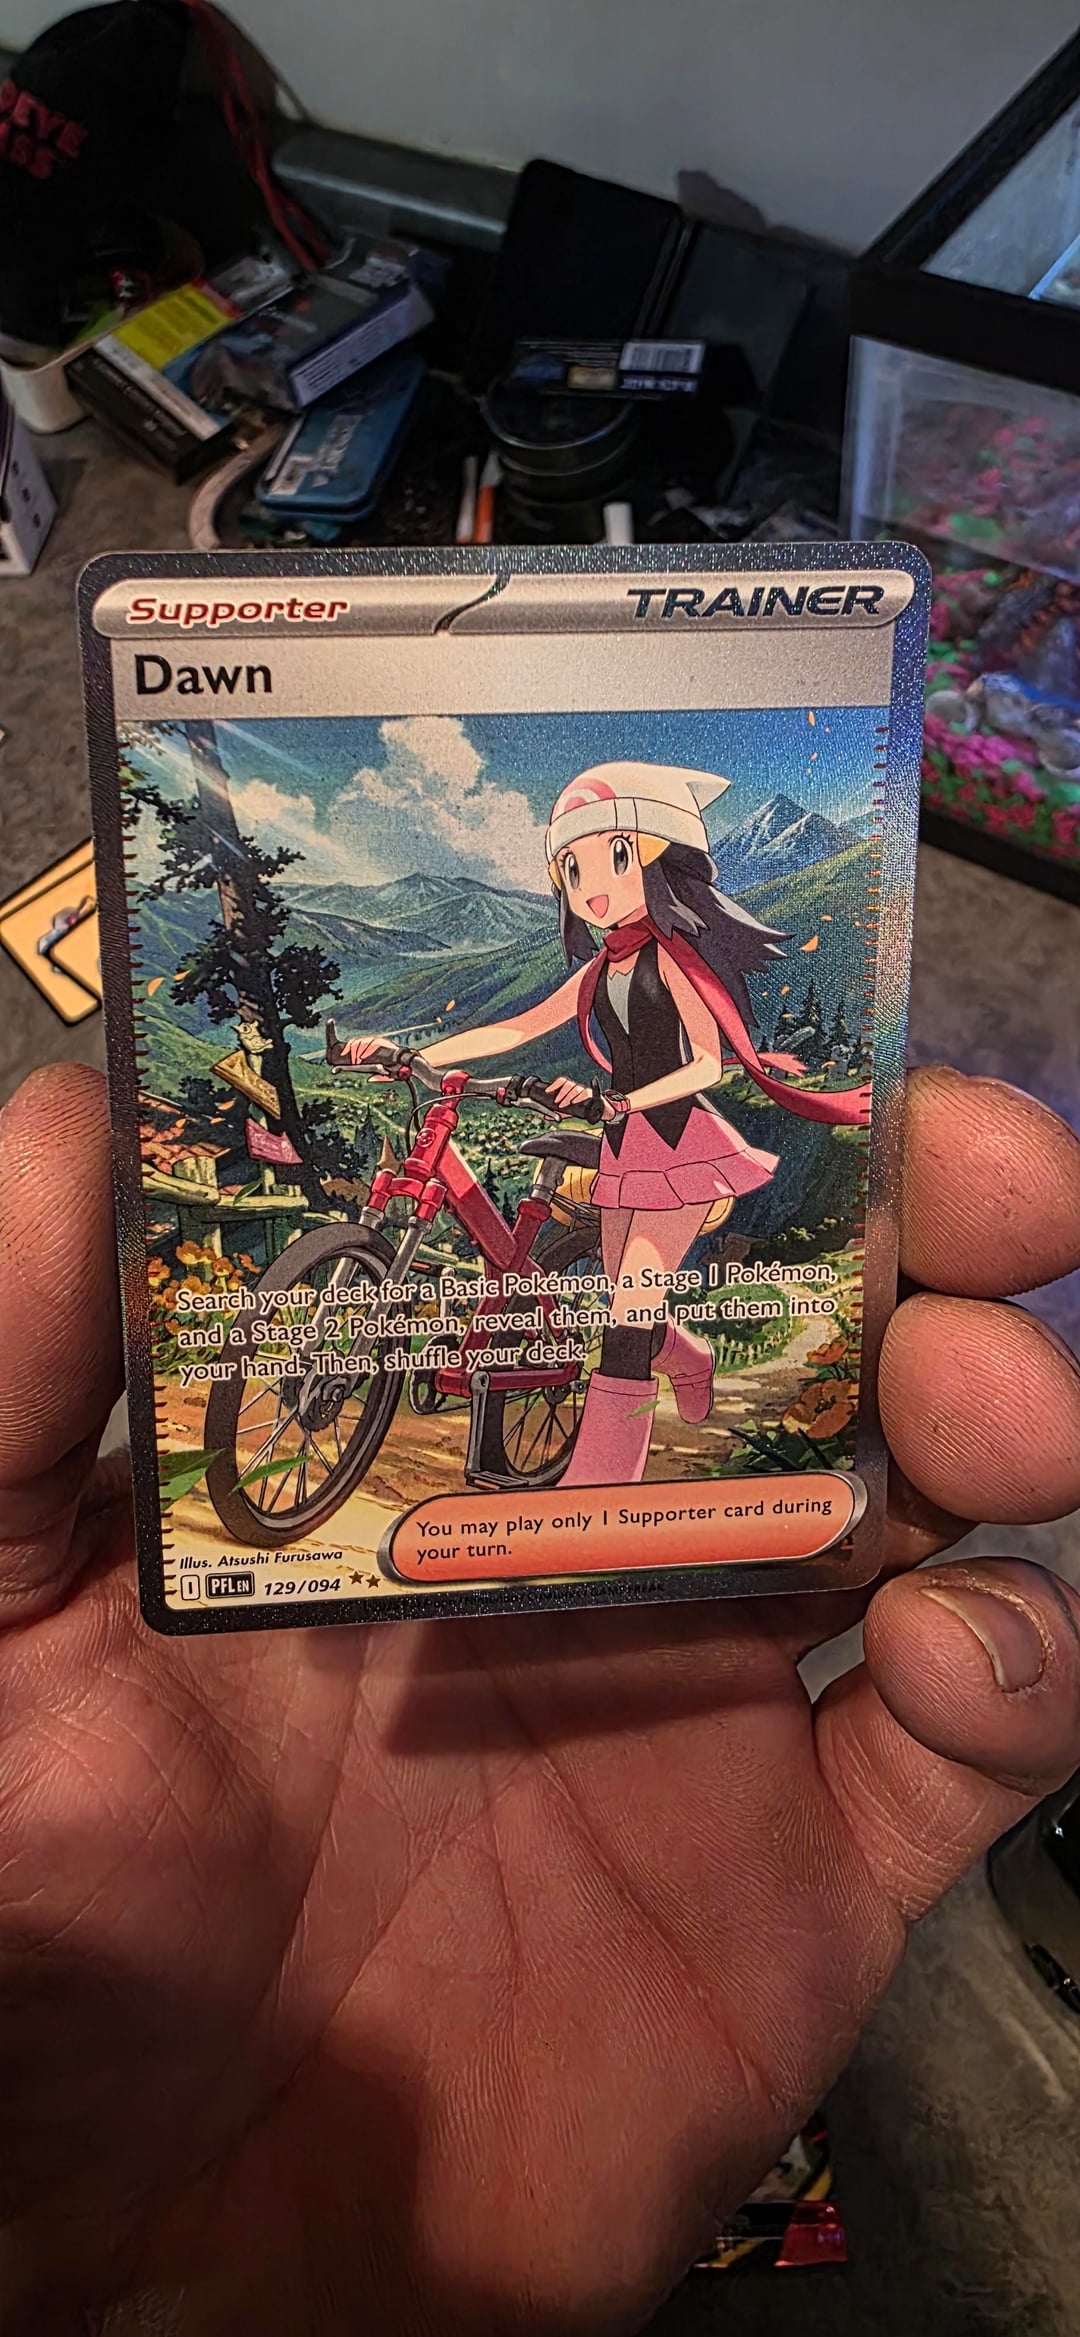 Supporter
TRAINER
Dawn
Search your deck for a Basic Pokémon, a Stage 1 Pokémon,
and a Stage 2 Pokémon, reveal them, and put them into
your hand. Then, shuffle your deck.
You may play only 1 Supporter card during
your turn.
Illus. Atsushi Furusawa
I PFL EN 129/094 ★★